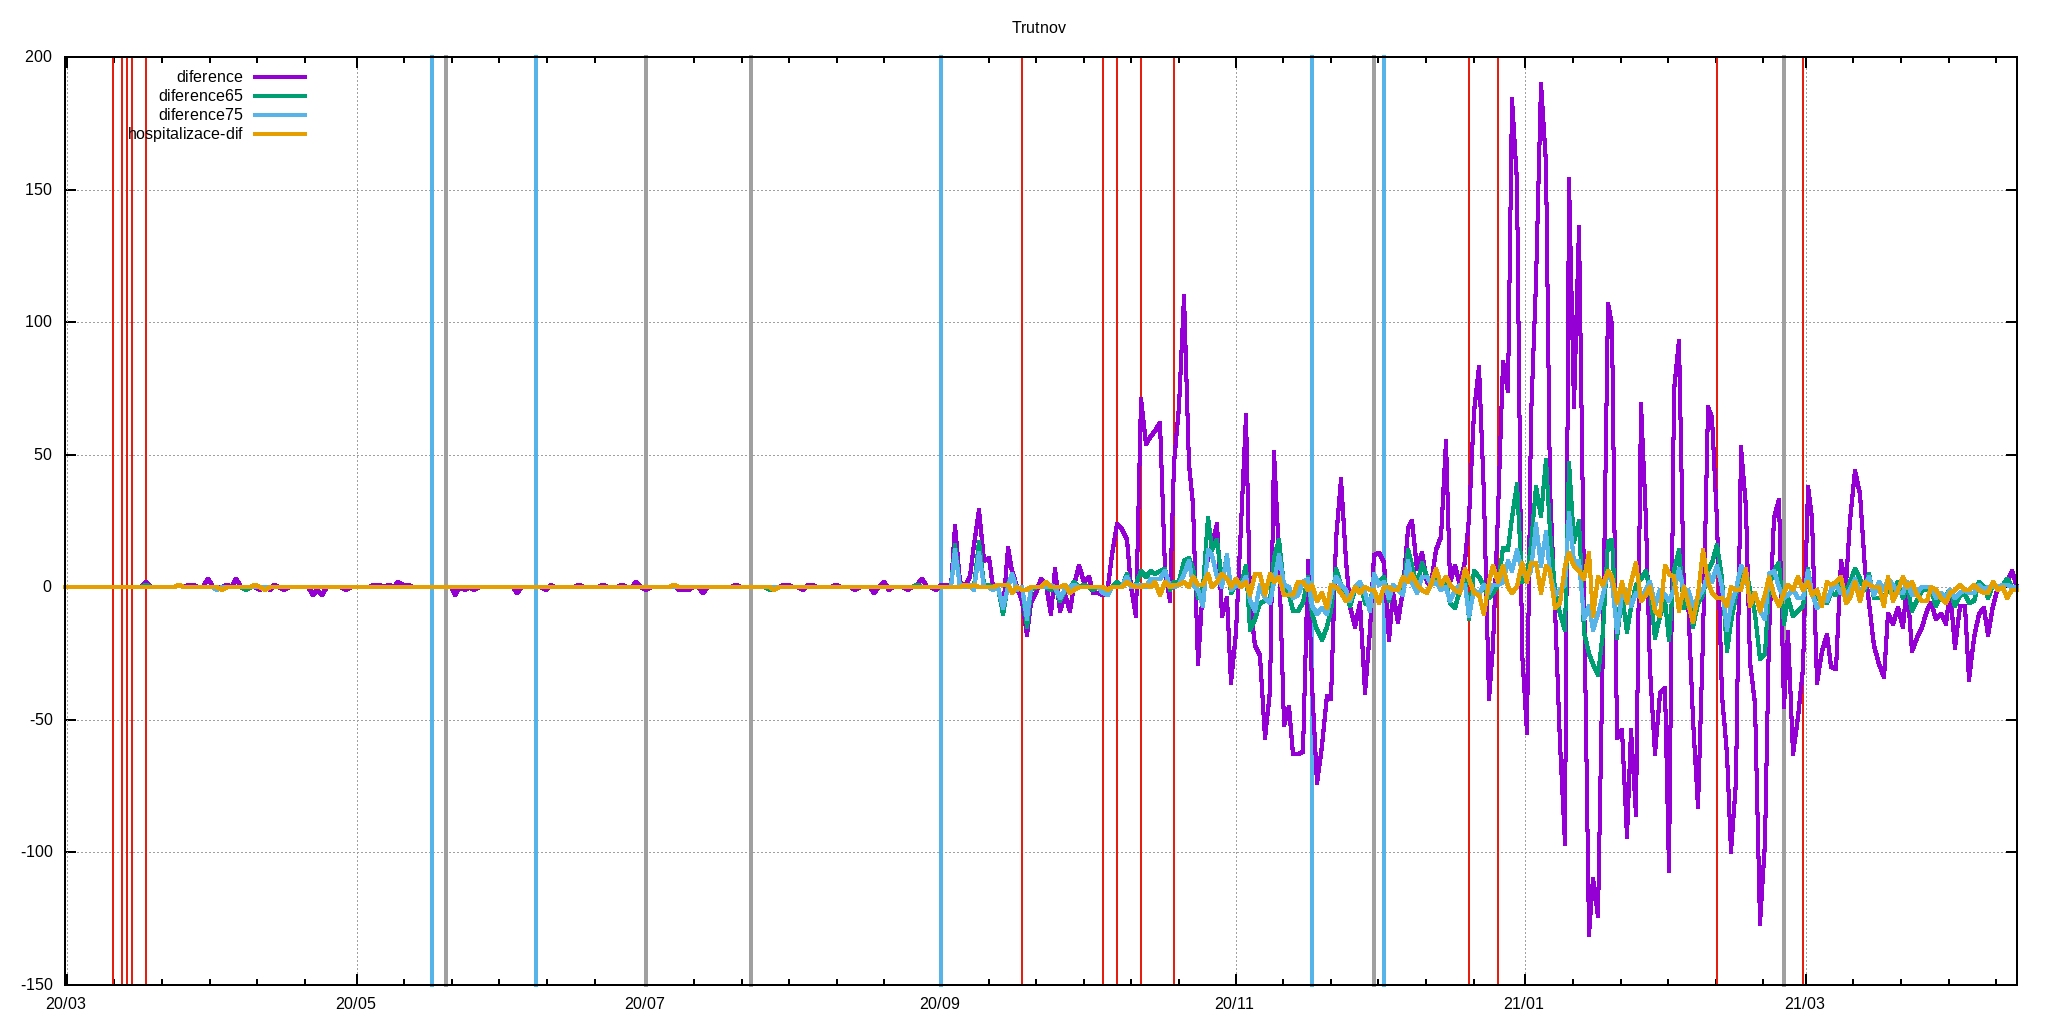 Trutnov
diference
diference65
diference75
hospitalizace-dif
200
150
100
50
0
-50
-100
-150
20/03 20/05 20/07 20/09 20/11 21/01 21/03